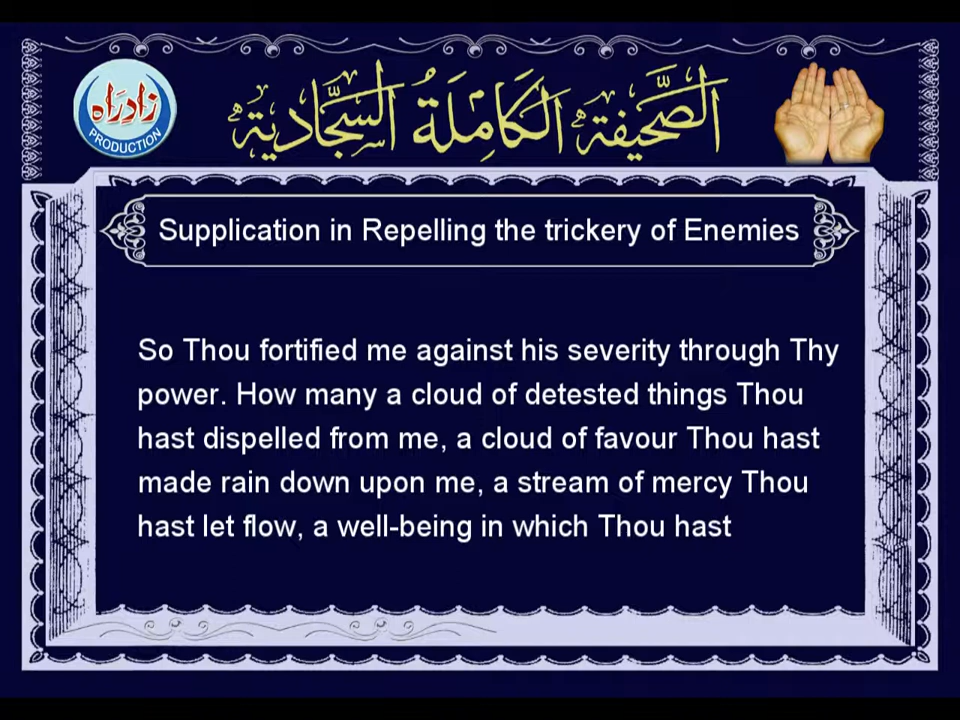 زادراہ
PRODUCTION
الصَّحِيفَة الكَامِلَة السَجَّادية
Supplication in Repelling the trickery of Enemies
So Thou fortified me against his severity through Thy
power. How many a cloud of detested things Thou
hast dispelled from me, a cloud of favour Thou hast
made rain down upon me, a stream of mercy Thou
hast let flow, a well-being in which Thou hast